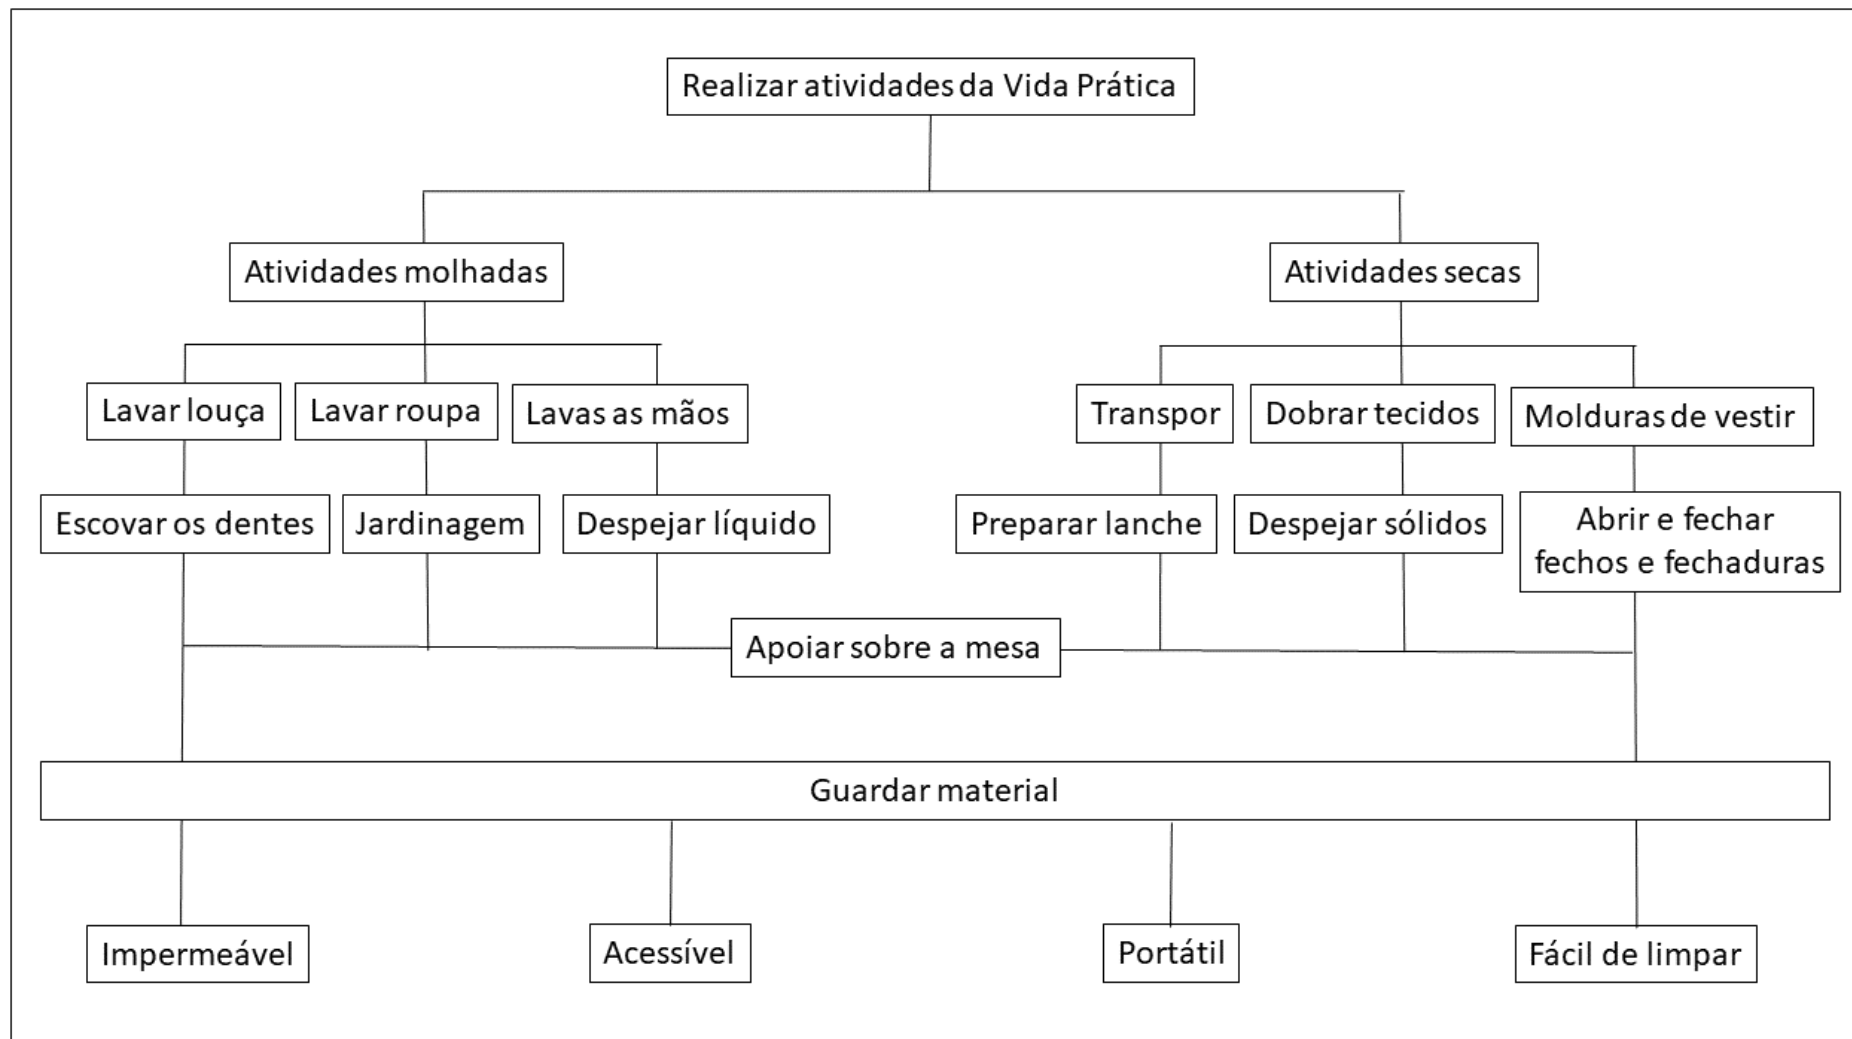 Realizar atividades da Vida Prática
Atividades molhadas
Atividades secas
Lavar louça
Lavar roupa
Lavas as mãos
Transpor
Dobrar tecidos
Molduras de vestir
Escovar os dentes
Jardinagem
Despejar líquido
Preparar lanche
Despejar sólidos
Abrir e fechar
fechos e fechaduras
Apoiar sobre a mesa
Guardar material
Impermeável
Acessível
Portátil
Fácil de limpar